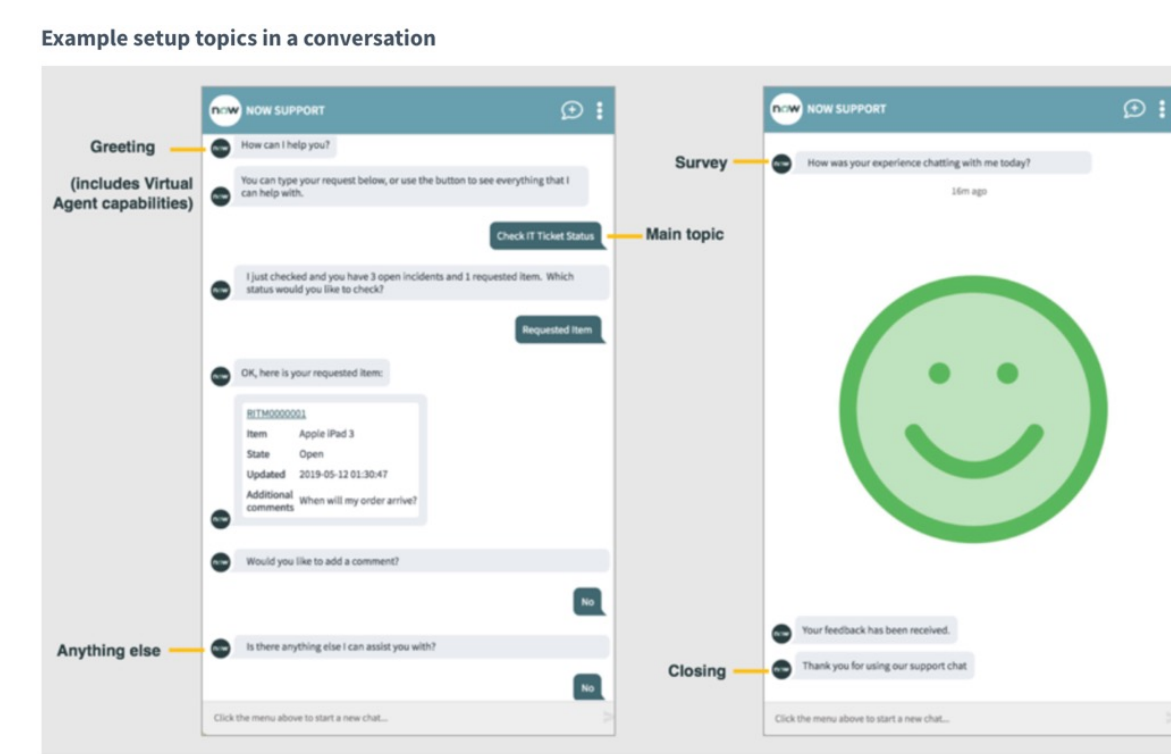 Example setup topics in a conversation
now NOW SUPPORT
Greeting
(includes Virtual
Agent capabilities)
How can I help you?
You can type your request below, or use the button to see everything that I
can help with.
Check IT Ticket Status
Main topic
I just checked and you have 3 open incidents and 1 requested item. Which
status would you like to check?
Requested Item
OK, here is your requested item:
RITM0000001
Item Apple iPad 3
State Open
Updated 2019-05-12 01:30:47
Additional
comments When will my order arrive?
Would you like to add a comment?
No
Anything else
Is there anything else I can assist you with?
No
Click the menu above to start a new chat...
now NOW SUPPORT
Survey
How was your experience chatting with me today?
16m ago
Your feedback has been received.
Closing
Thank you for using our support chat
Click the menu above to start a new chat...